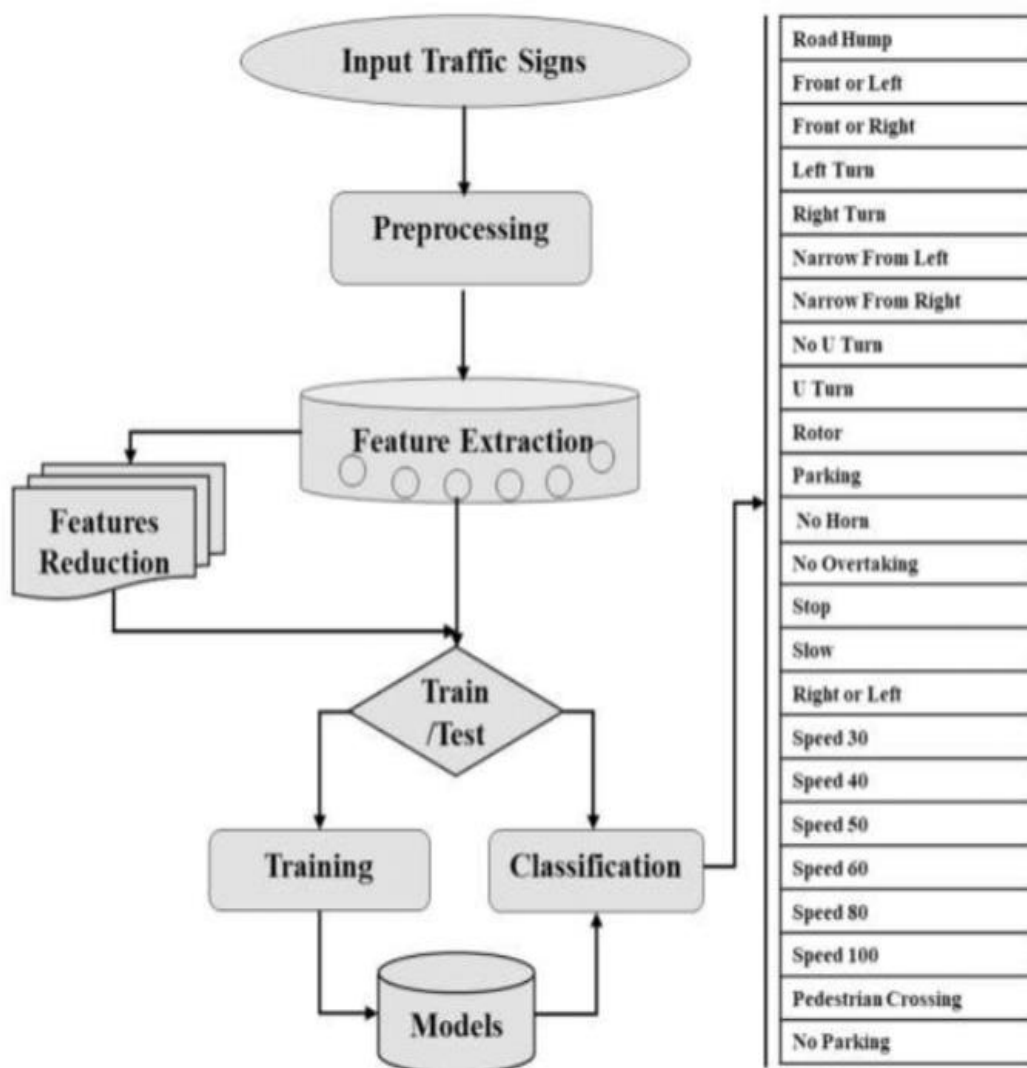 Input Traffic Signs
Preprocessing
Feature Extraction
Features
Reduction
Train
/Test
Training
Classification
Models
Road Hump
Front or Left
Front or Right
Left Turn
Right Turn
Narrow From Left
Narrow From Right
No U Turn
U Turn
Rotor
Parking
No Horn
No Overtaking
Stop
Slow
Right or Left
Speed 30
Speed 40
Speed 50
Speed 60
Speed 80
Speed 100
Pedestrian Crossing
No Parking